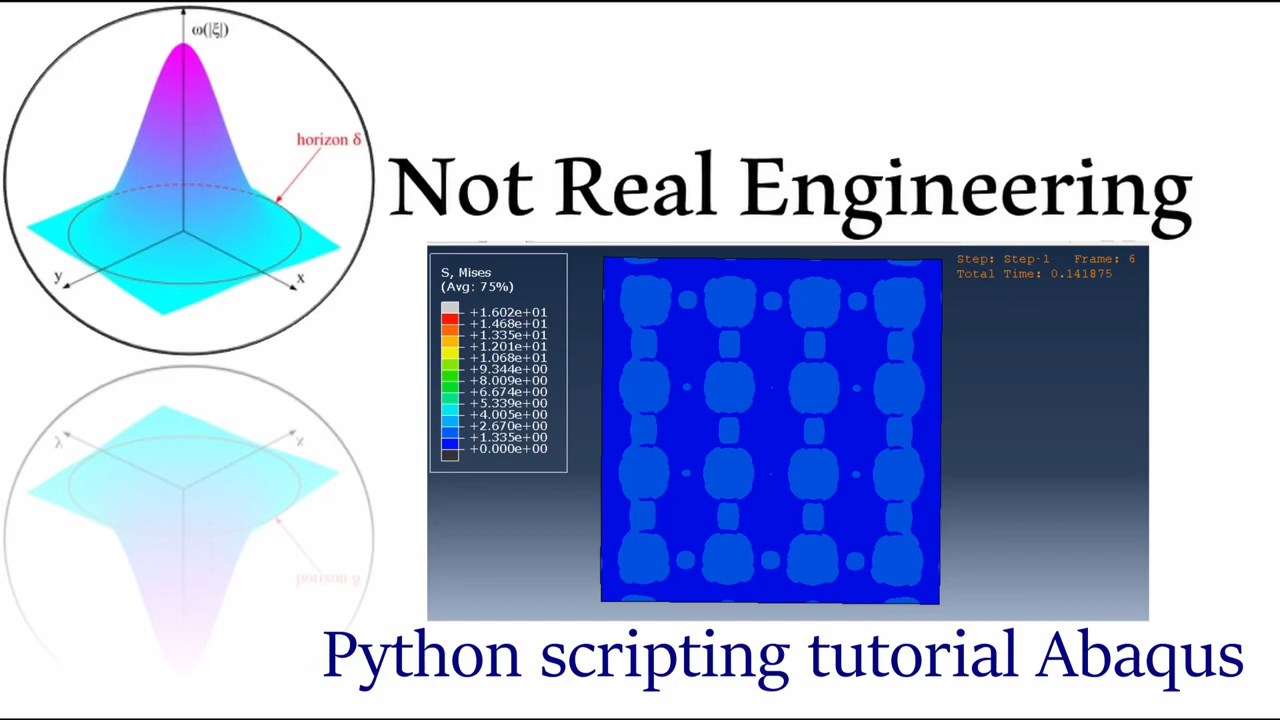 ω(|ξ|)
horizon δ
y
x
Not Real Engineering
S, Mises
(Avg: 75%)
+1.602e+01
+1.468e+01
+1.335e+01
+1.201e+01
+1.068e+01
+9.344e+00
+8.009e+00
+6.674e+00
+5.339e+00
+4.005e+00
+2.670e+00
+1.335e+00
+0.000e+00
Step: Step-1 Frame: 6
Total Time: 0.141875
Python scripting tutorial Abaqus